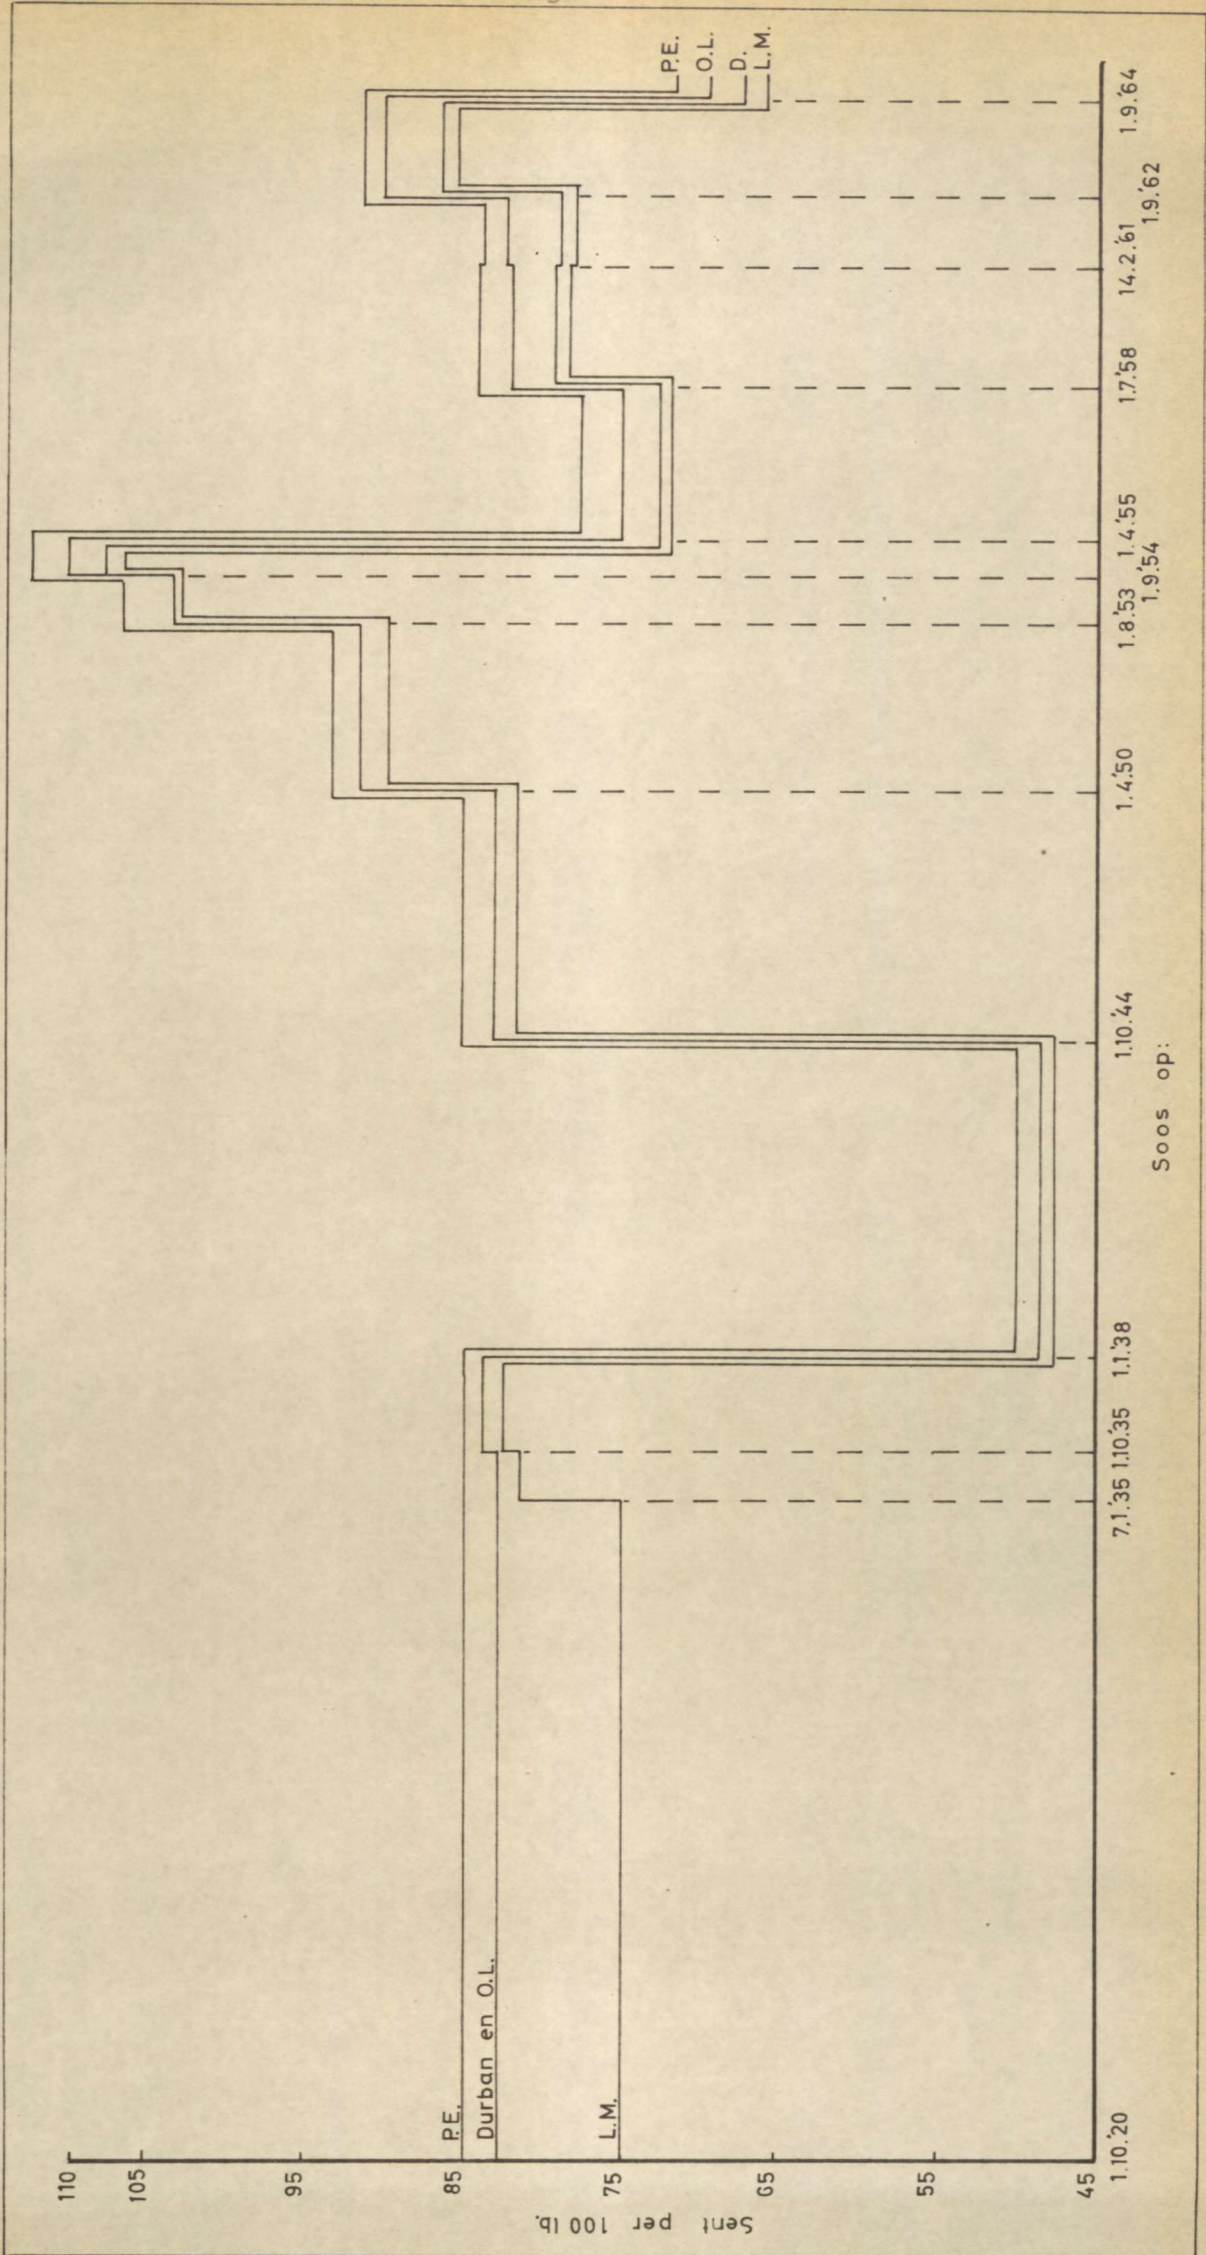 110
105
95
85
75
65
55
45
Sent per 100 lb.
P.E.
Durban en O.L.
L.M.
P.E.
O.L.
D.
L.M.
1.10.'20
7.1.'35
1.10.'35
1.1.'38
1.10.'44
1.4.'50
1.8.'53
1.9.'54
1.4.'55
1.7.'58
14.2.'61
1.9.'62
1.9.'64
Soos op: